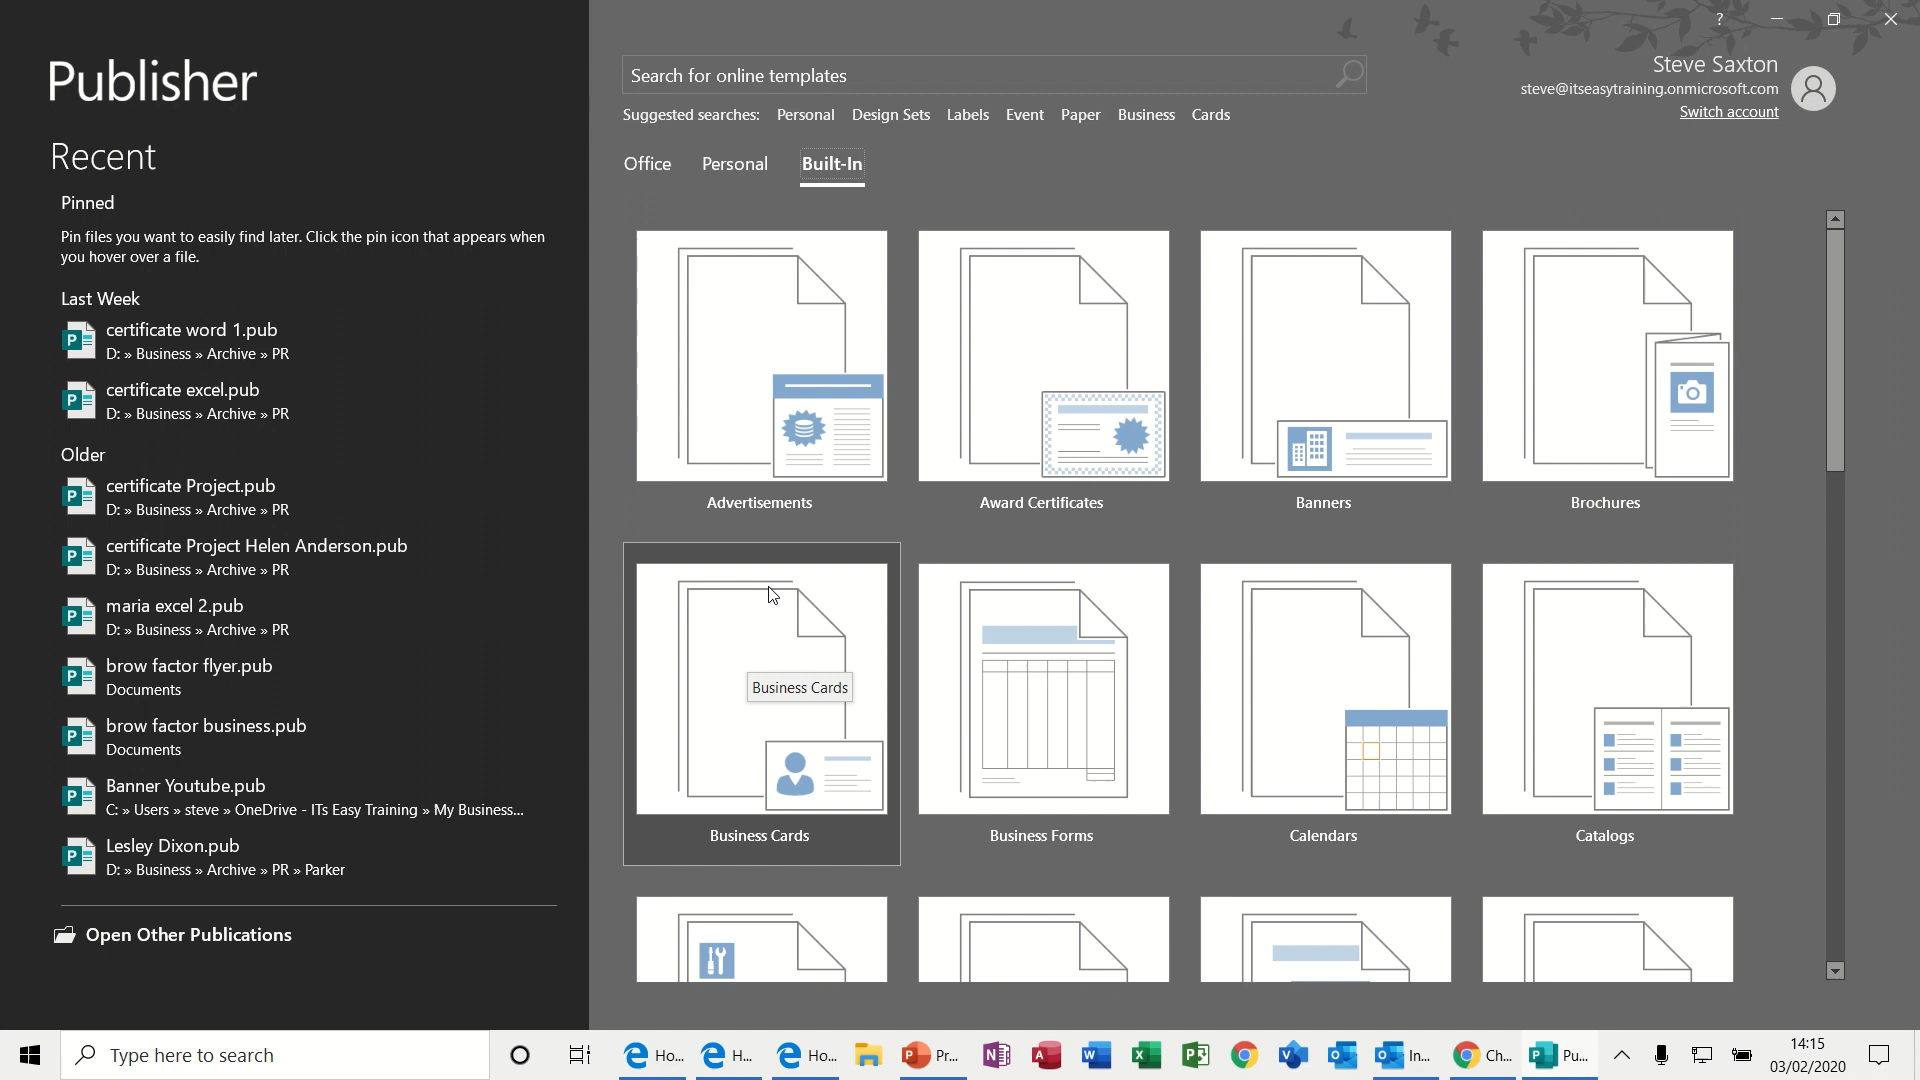 Publisher
Recent
Pinned
Pin files you want to easily find later. Click the pin icon that appears when
you hover over a file.
Last Week
certificate word 1.pub
D: » Business » Archive » PR
certificate excel.pub
D: » Business » Archive » PR
Older
certificate Project.pub
D: » Business » Archive » PR
certificate Project Helen Anderson.pub
D: » Business » Archive » PR
maria excel 2.pub
D: » Business » Archive » PR
brow factor flyer.pub
Documents
brow factor business.pub
Documents
Banner Youtube.pub
C: » Users » steve » OneDrive - ITs Easy Training » My Business...
Lesley Dixon.pub
D: » Business » Archive » PR » Parker
Open Other Publications
?
Steve Saxton
steve@itseasytraining.onmicrosoft.com
Switch account
Search for online templates
Suggested searches: Personal Design Sets Labels Event Paper Business Cards
Office Personal Built-In
Advertisements Award Certificates Banners Brochures
Business Cards
Business Cards Business Forms Calendars Catalogs
Type here to search
Ho... H... Ho... Pr... In... Ch... Pu...
14:15
03/02/2020